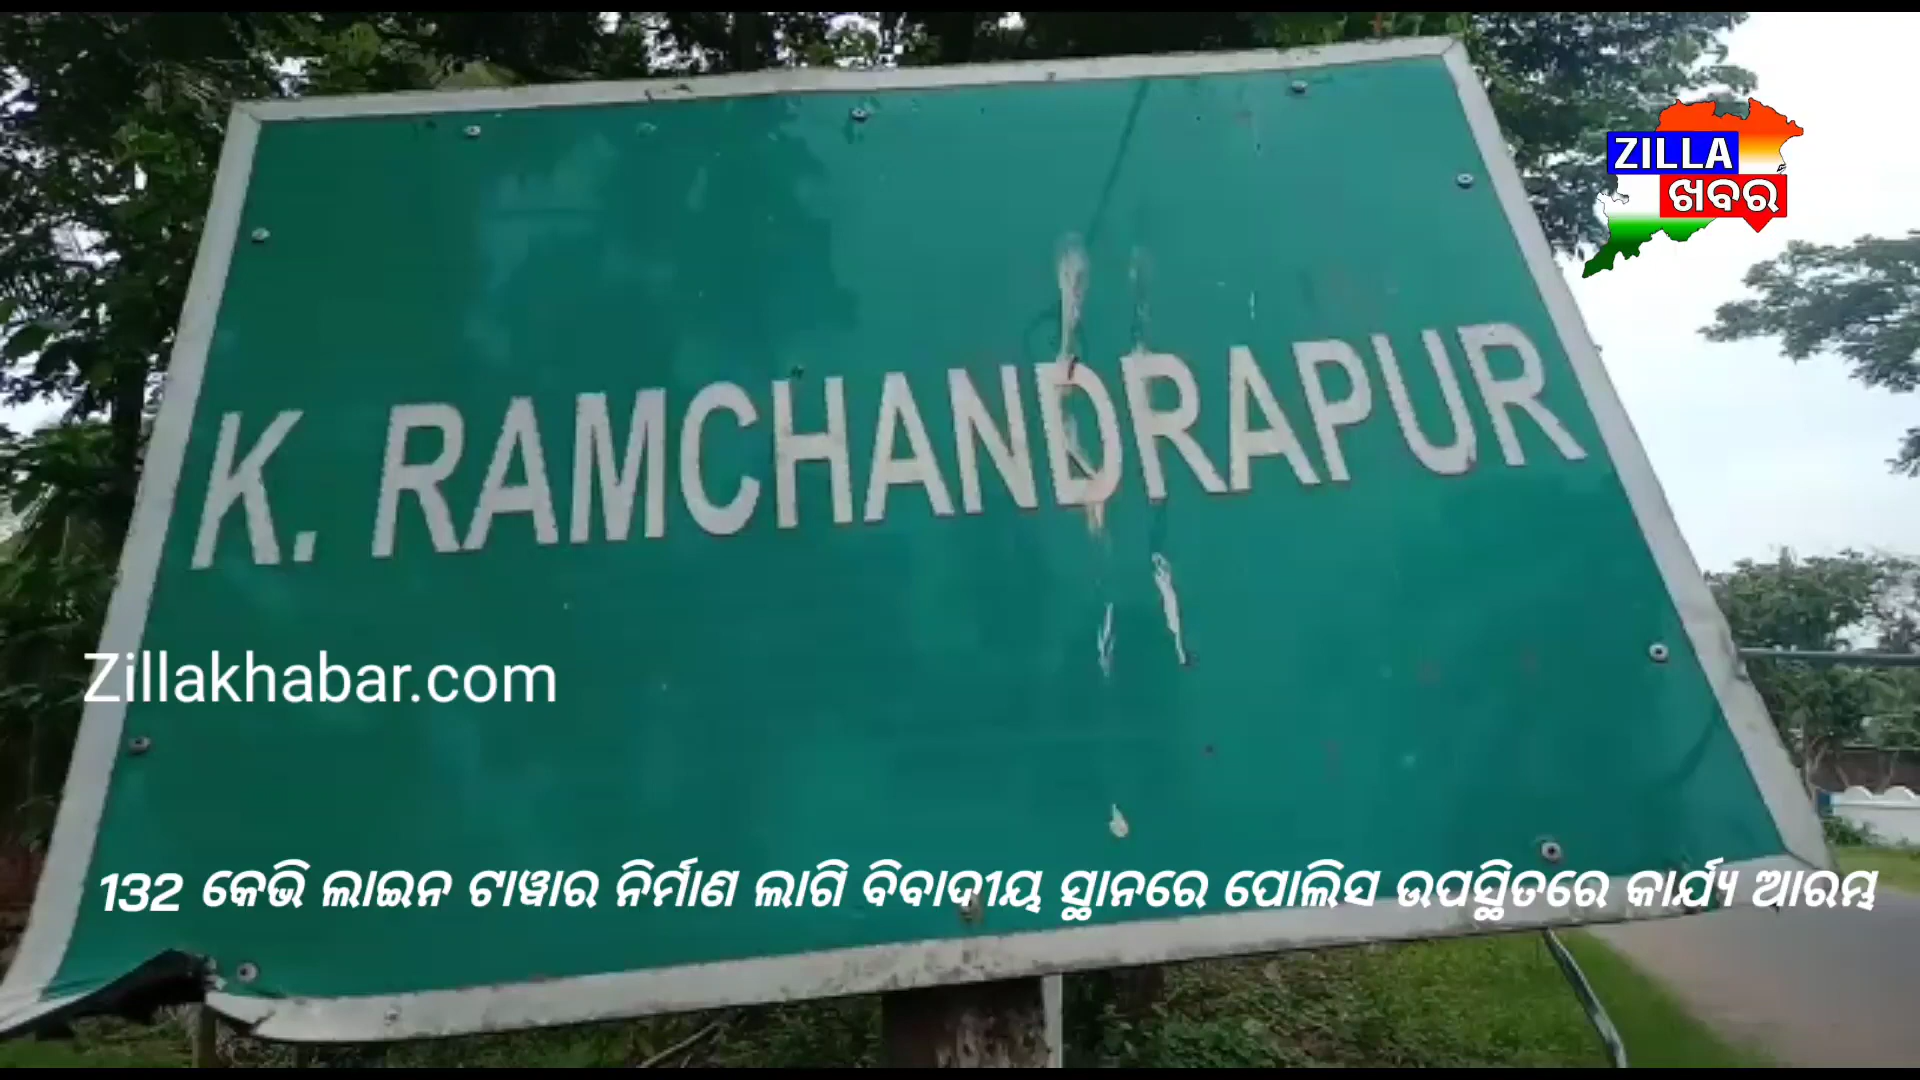 ZILLA
ଖବର
K. RAMCHANDRAPUR
Zillakhabar.com
132 କେଭି ଲାଇନ ଟାୱାର ନିର୍ମାଣ ଲାଗି ବିବାଦୀୟ ସ୍ଥାନରେ ପୋଲିସ ଉପସ୍ଥିତରେ କାର୍ଯ୍ୟ ଆରମ୍ଭ